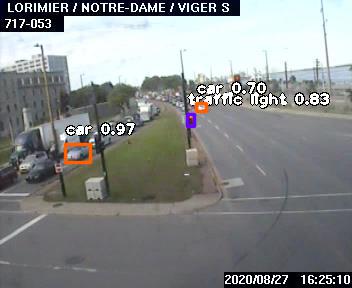 LORIMIER / NOTRE-DAME / VIGER S
717-053
car 0.70
traffic light 0.83
car 0.97
2020/08/27 16:25:10